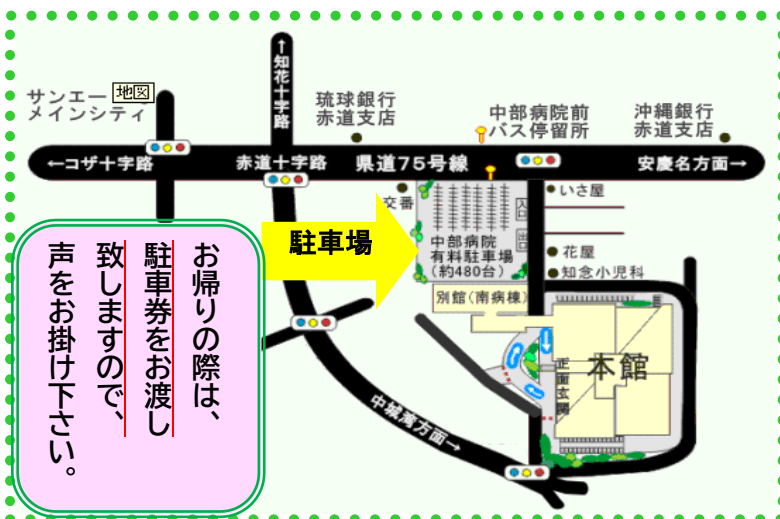 ↑知花十字路
サンエー
メインシティ
地図
琉球銀行
赤道支店
中部病院前
バス停留所
沖縄銀行
赤道支店
←コザ十字路
赤道十字路
県道75号線
安慶名方面→
交番
駐車場
入口
出口
中部病院
有料駐車場
(約480台)
いさ屋
花屋
知念小児科
別館(南病棟)
本館
正面玄関
中城湾方面→
お帰りの際は、
駐車券をお渡し
致しますので、
声をお掛け下さい。